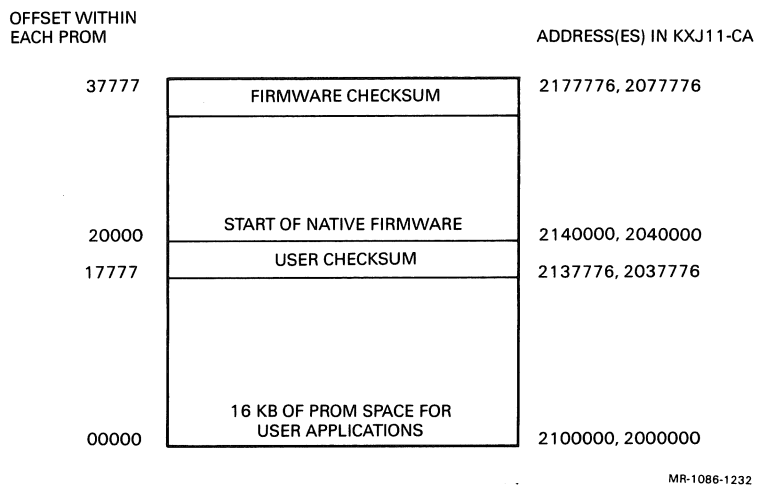 OFFSET WITHIN
EACH PROM
ADDRESS(ES) IN KXJ11-CA
37777
FIRMWARE CHECKSUM
2177776, 2077776
START OF NATIVE FIRMWARE
20000
2140000, 2040000
USER CHECKSUM
17777
2137776, 2037776
16 KB OF PROM SPACE FOR
USER APPLICATIONS
00000
2100000, 2000000
MR-1086-1232